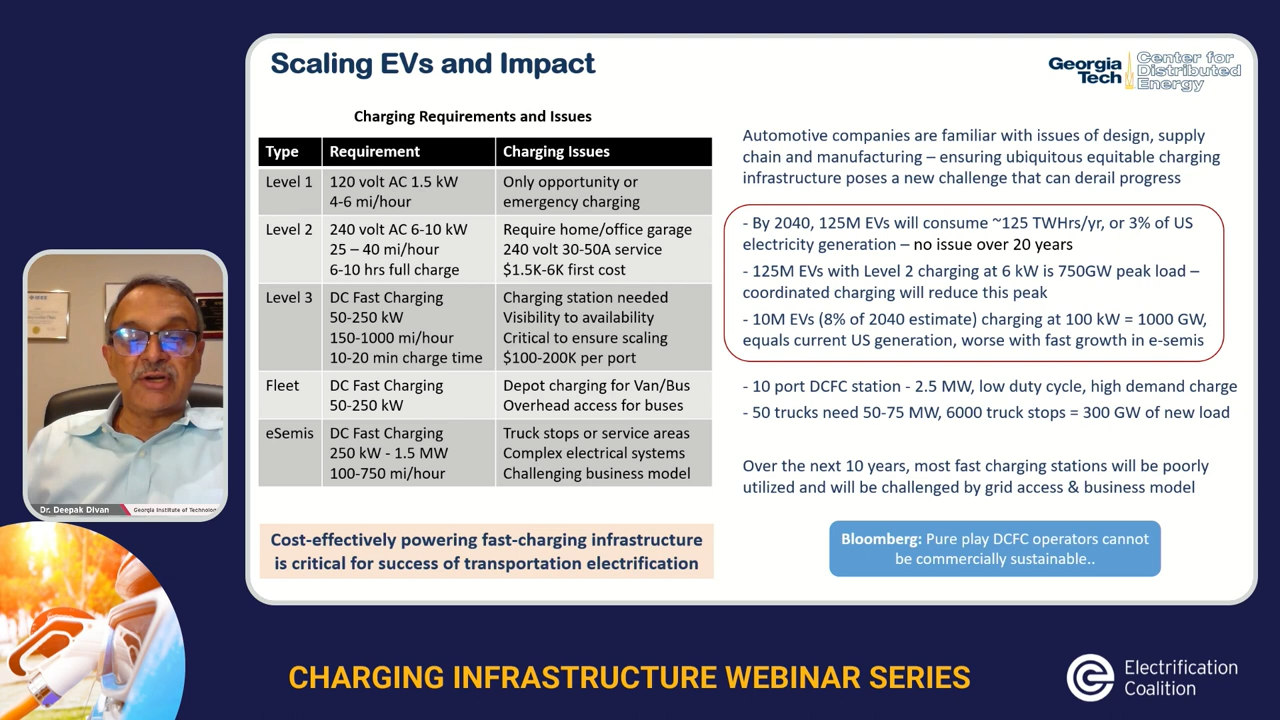 Scaling EVs and Impact
Georgia Tech
Center for Distributed Energy
Charging Requirements and Issues
Type Requirement Charging Issues
Level 1 120 volt AC 1.5 kW Only opportunity or
4-6 mi/hour emergency charging
Level 2 240 volt AC 6-10 kW Require home/office garage
25 – 40 mi/hour 240 volt 30-50A service
6-10 hrs full charge $1.5K-6K first cost
Level 3 DC Fast Charging Charging station needed
50-250 kW Visibility to availability
150-1000 mi/hour Critical to ensure scaling
10-20 min charge time $100-200K per port
Fleet DC Fast Charging Depot charging for Van/Bus
50-250 kW Overhead access for buses
eSemis DC Fast Charging Truck stops or service areas
250 kW - 1.5 MW Complex electrical systems
100-750 mi/hour Challenging business model
Cost-effectively powering fast-charging infrastructure
is critical for success of transportation electrification
Automotive companies are familiar with issues of design, supply
chain and manufacturing – ensuring ubiquitous equitable charging
infrastructure poses a new challenge that can derail progress
- By 2040, 125M EVs will consume ~125 TWHrs/yr, or 3% of US
electricity generation – no issue over 20 years
- 125M EVs with Level 2 charging at 6 kW is 750GW peak load –
coordinated charging will reduce this peak
- 10M EVs (8% of 2040 estimate) charging at 100 kW = 1000 GW,
equals current US generation, worse with fast growth in e-semis
- 10 port DCFC station - 2.5 MW, low duty cycle, high demand charge
- 50 trucks need 50-75 MW, 6000 truck stops = 300 GW of new load
Over the next 10 years, most fast charging stations will be poorly
utilized and will be challenged by grid access & business model
Bloomberg: Pure play DCFC operators cannot
be commercially sustainable..
Dr. Deepak Divan Georgia Institute of Technolo
CHARGING INFRASTRUCTURE WEBINAR SERIES
Electrification
Coalition